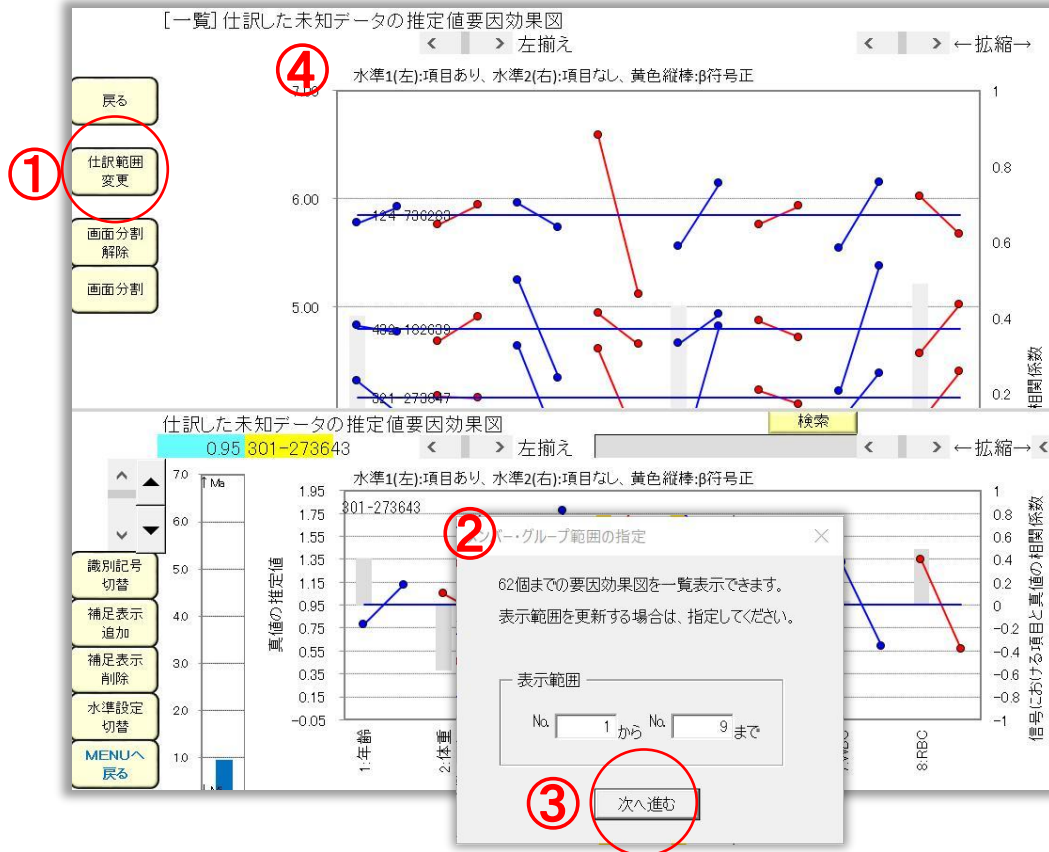 [一覧]仕訳した未知データの推定値要因効果図
< > 左揃え
< > ←拡縮→
④
水準1(左):項目あり、水準2(右):項目なし、黄色縦棒:β符号正
戻る
①
仕訳範囲
変更
画面分割
解除
画面分割
7.00
6.00
5.00
1
0.8
0.6
0.4
0.2
相関係数
124-736283
432-182639
321-273647
仕訳した未知データの推定値要因効果図
検索
0.95 301-273643
< > 左揃え
< > ←拡縮→ <
水準1(左):項目あり、水準2(右):項目なし、黄色縦棒:β符号正
7.0
↑Ma
6.0
5.0
4.0
3.0
2.0
1.0
識別記号
切替
補足表示
追加
補足表示
削除
水準設定
切替
MENUへ
戻る
真値の推定値
1.95
1.75
1.55
1.35
1.15
0.95
0.75
0.55
0.35
0.15
-0.05
301-273643
1:年齢
2:体重
8:RBC
1
0.8
0.6
0.4
0.2
0
-0.2
-0.4
-0.6
-0.8
-1
信号における項目と真値の相関係数
②
ンバー・グループ範囲の指定
62個までの要因効果図を一覧表示できます。
表示範囲を更新する場合は、指定してください。
表示範囲
No. 1 から No. 9 まで
③
次へ進む